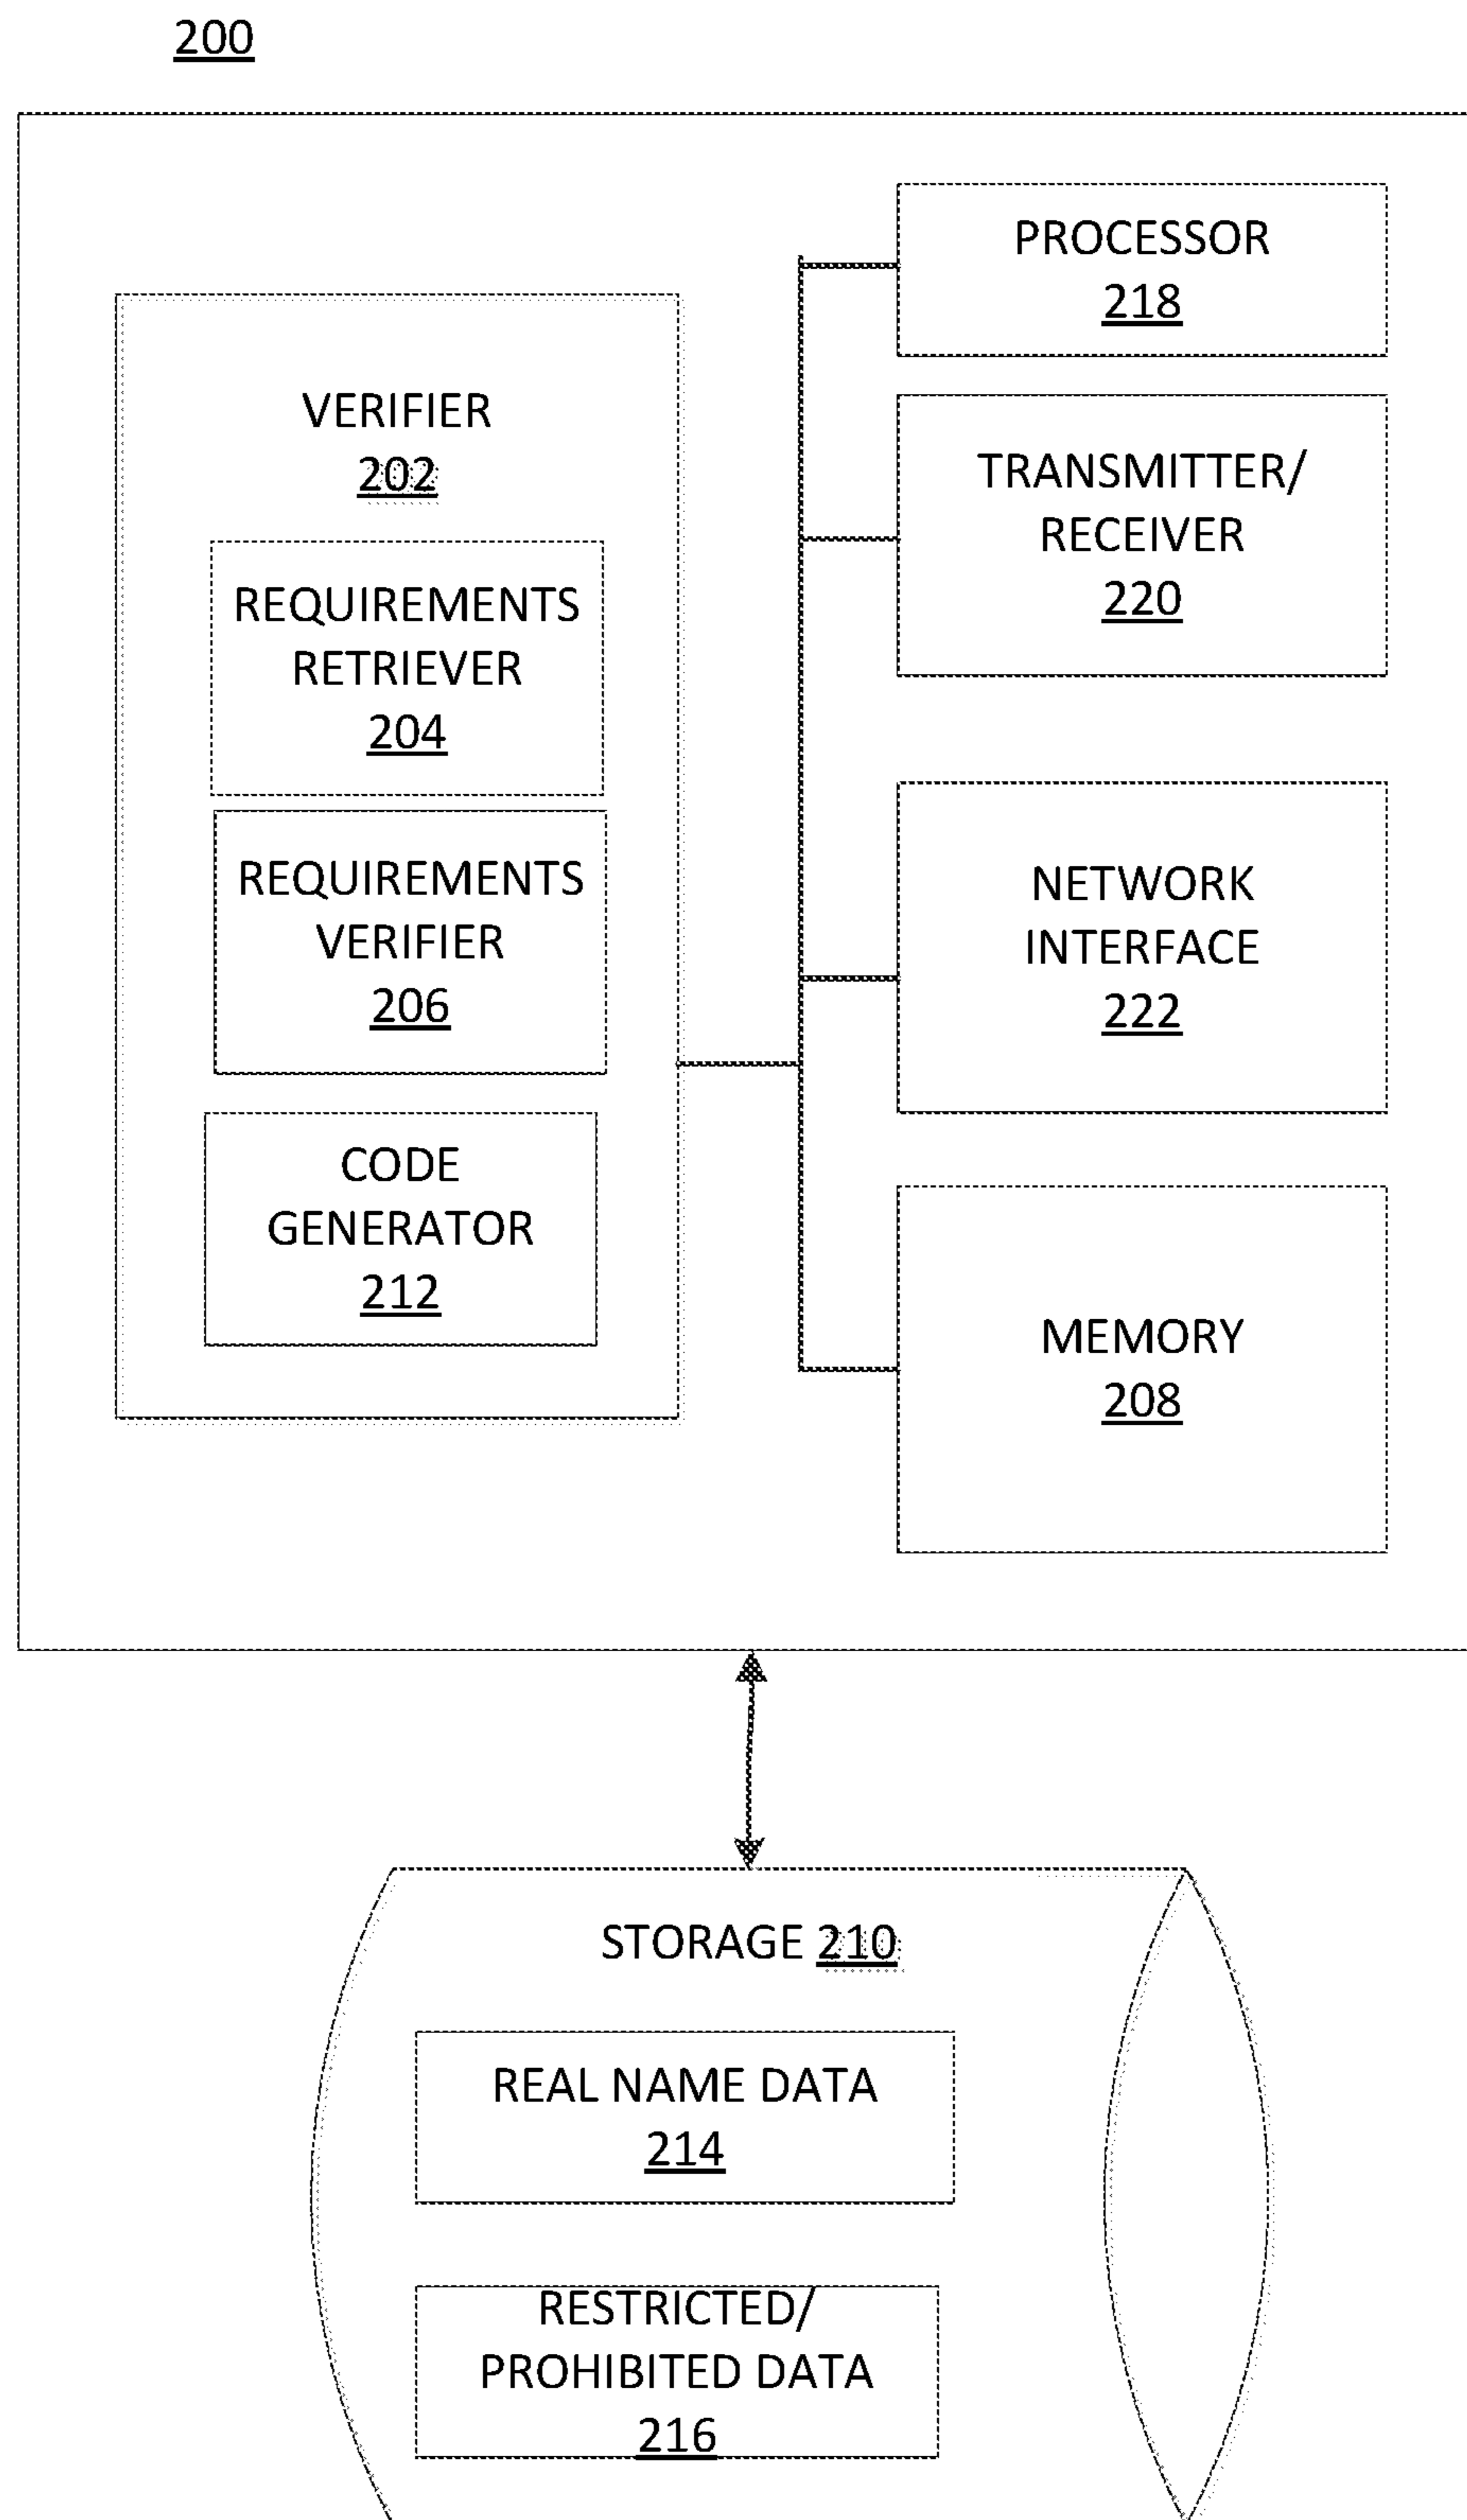 200
VERIFIER
202
REQUIREMENTS
RETRIEVER
204
REQUIREMENTS
VERIFIER
206
CODE
GENERATOR
212
PROCESSOR
218
TRANSMITTER/
RECEIVER
220
NETWORK
INTERFACE
222
MEMORY
208
STORAGE 210
REAL NAME DATA
214
RESTRICTED/
PROHIBITED DATA
216